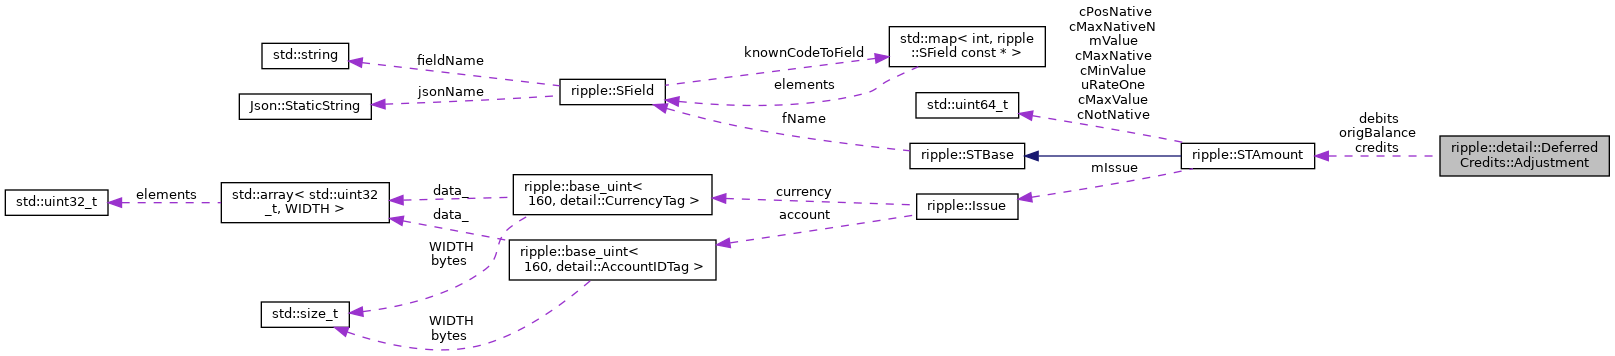 cPosNative
cMaxNativeN
mValue
cMaxNative
cMinValue
uRateOne
cMaxValue
cNotNative
std::string
fieldName
knownCodeToField
std::map< int, ripple
::SField const * >
Json::StaticString
jsonName
ripple::SField
elements
std::uint64_t
fName
debits
origBalance
credits
ripple::detail::Deferred
Credits::Adjustment
ripple::STBase
ripple::STAmount
mIssue
std::uint32_t
elements
std::array< std::uint32
_t, WIDTH >
data_
data_
ripple::base_uint<
160, detail::CurrencyTag >
currency
account
ripple::Issue
WIDTH
bytes
ripple::base_uint<
160, detail::AccountIDTag >
std::size_t
WIDTH
bytes